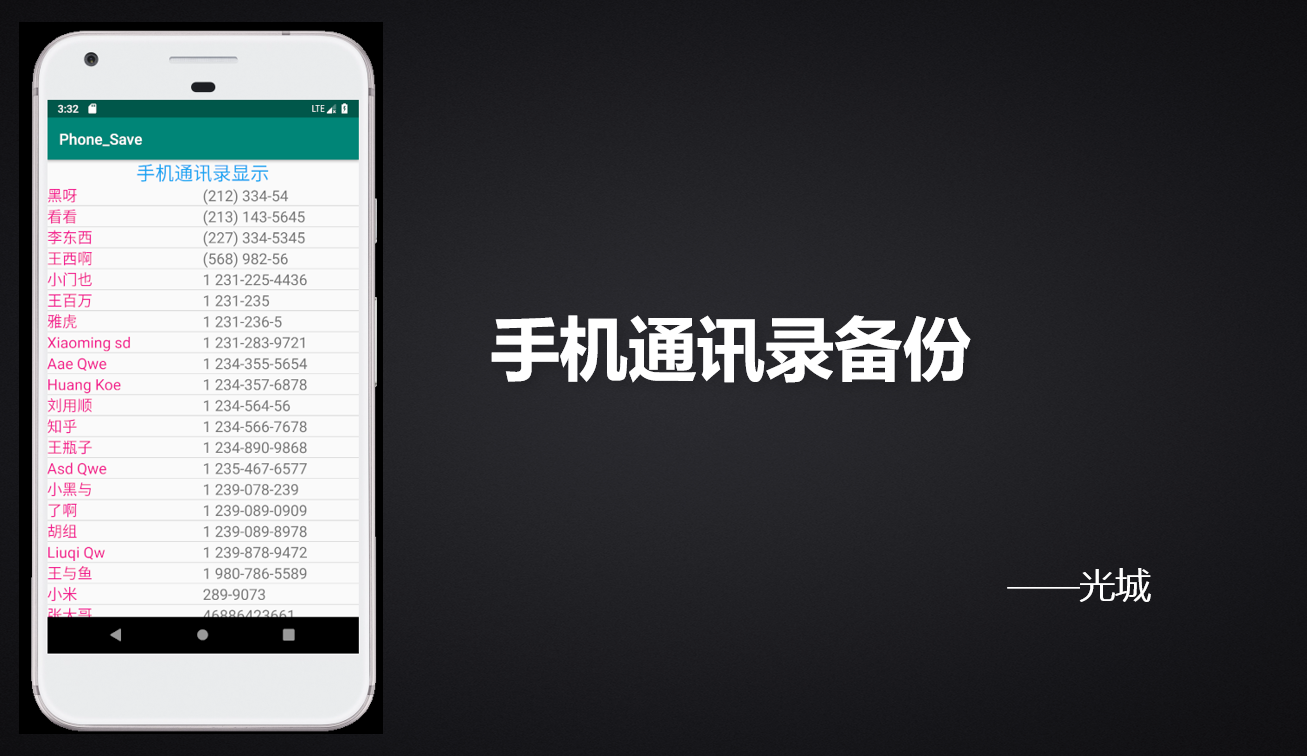 3:32 LTE
Phone_Save
手机通讯录显示
黑呀 (212) 334-54
看看 (213) 143-5645
李东西 (227) 334-5345
王西啊 (568) 982-56
小门也 1 231-225-4436
王百万 1 231-235
雅虎 1 231-236-5
Xiaoming sd 1 231-283-9721
Aae Qwe 1 234-355-5654
Huang Koe 1 234-357-6878
刘用顺 1 234-564-56
知乎 1 234-566-7678
王瓶子 1 234-890-9868
Asd Qwe 1 235-467-6577
小黑与 1 239-078-239
了啊 1 239-089-0909
胡组 1 239-089-8978
Liuqi Qw 1 239-878-9472
王与鱼 1 980-786-5589
小米 289-9073
张大哥 46886423661
手机通讯录备份
——光城